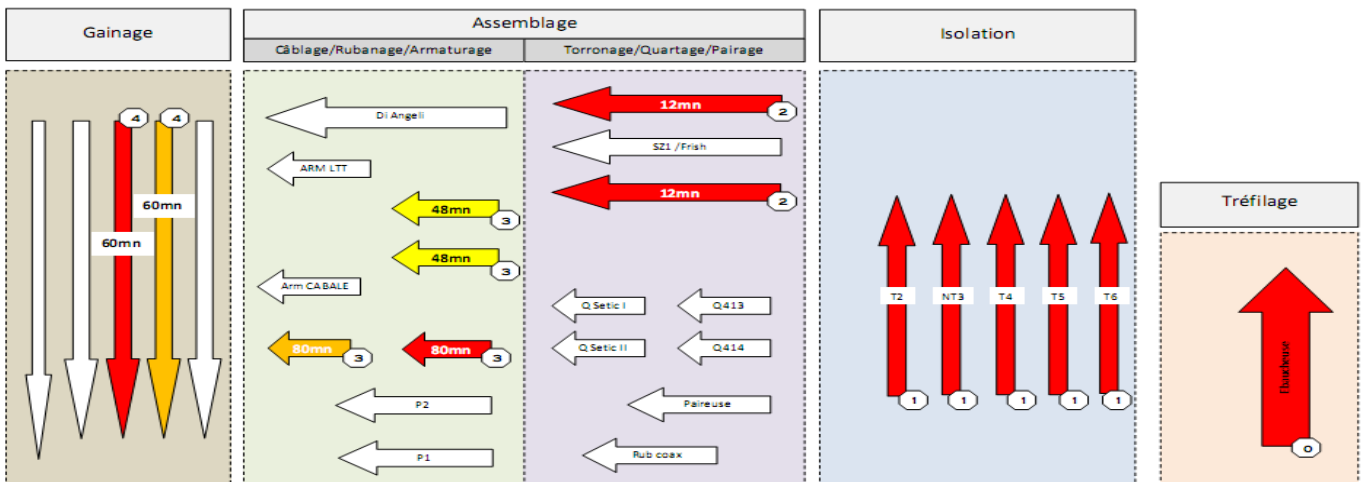 Gainage
Assemblage
Câblage/Rubanage/Armaturage
Torronage/Quartage/Pairage
Isolation
Tréfilage
4
4
60mn
60mn
Di Angeli
ARM LTT
48mn
3
48mn
3
Arm CABALE
80mn
3
80mn
3
P2
P1
12mn
2
SZ1 /Frish
12mn
2
Q Setic I
Q413
Q Setic II
Q414
Paireuse
Rub coax
T2
NT3
T4
T5
T6
1
1
1
1
1
Ebaucheuse
0